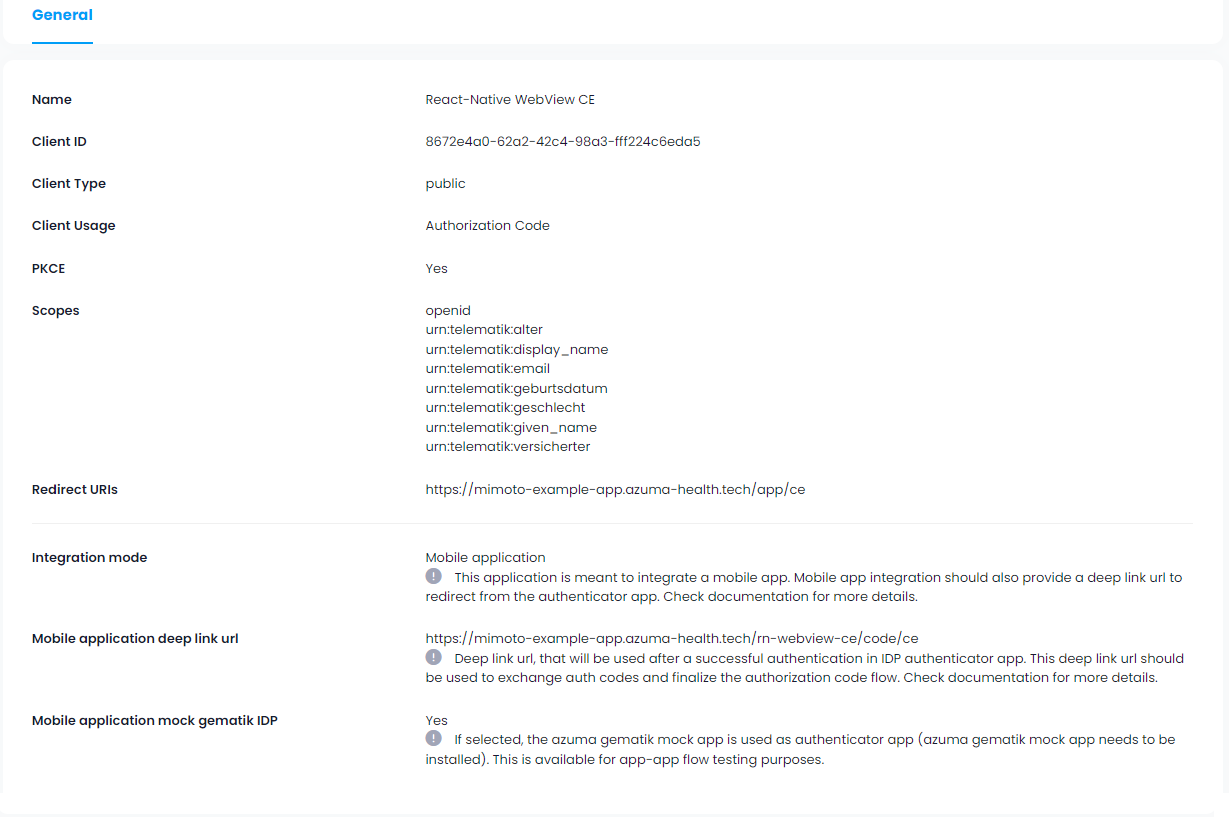 General
Name
React-Native WebView CE
Client ID
8672e4a0-62a2-42c4-98a3-fff224c6eda5
Client Type
public
Client Usage
Authorization Code
PKCE
Yes
Scopes
openid
urn:telematik:alter
urn:telematik:display_name
urn:telematik:email
urn:telematik:geburtsdatum
urn:telematik:geschlecht
urn:telematik:given_name
urn:telematik:versicherter
Redirect URIs
https://mimoto-example-app.azuma-health.tech/app/ce
Integration mode
Mobile application
This application is meant to integrate a mobile app. Mobile app integration should also provide a deep link url to
redirect from the authenticator app. Check documentation for more details.
Mobile application deep link url
https://mimoto-example-app.azuma-health.tech/rn-webview-ce/code/ce
Deep link url, that will be used after a successful authentication in IDP authenticator app. This deep link url should
be used to exchange auth codes and finalize the authorization code flow. Check documentation for more details.
Mobile application mock gematik IDP
Yes
If selected, the azuma gematik mock app is used as authenticator app (azuma gematik mock app needs to be
installed). This is available for app-app flow testing purposes.